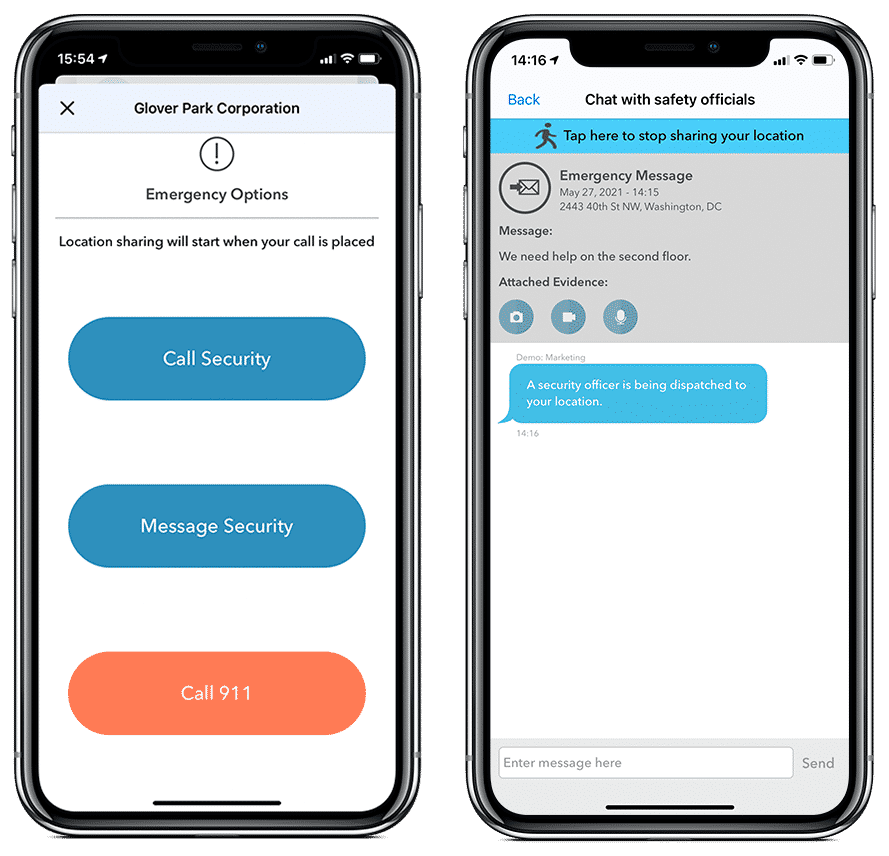 15:54
Glover Park Corporation
Emergency Options
Location sharing will start when your call is placed
Call Security
Message Security
Call 911
14:16
Back
Chat with safety officials
Tap here to stop sharing your location
Emergency Message
May 27, 2021 - 14:15
2443 40th St NW, Washington, DC
Message:
We need help on the second floor.
Attached Evidence:
Demo: Marketing
A security officer is being dispatched to
your location.
14:16
Enter message here
Send